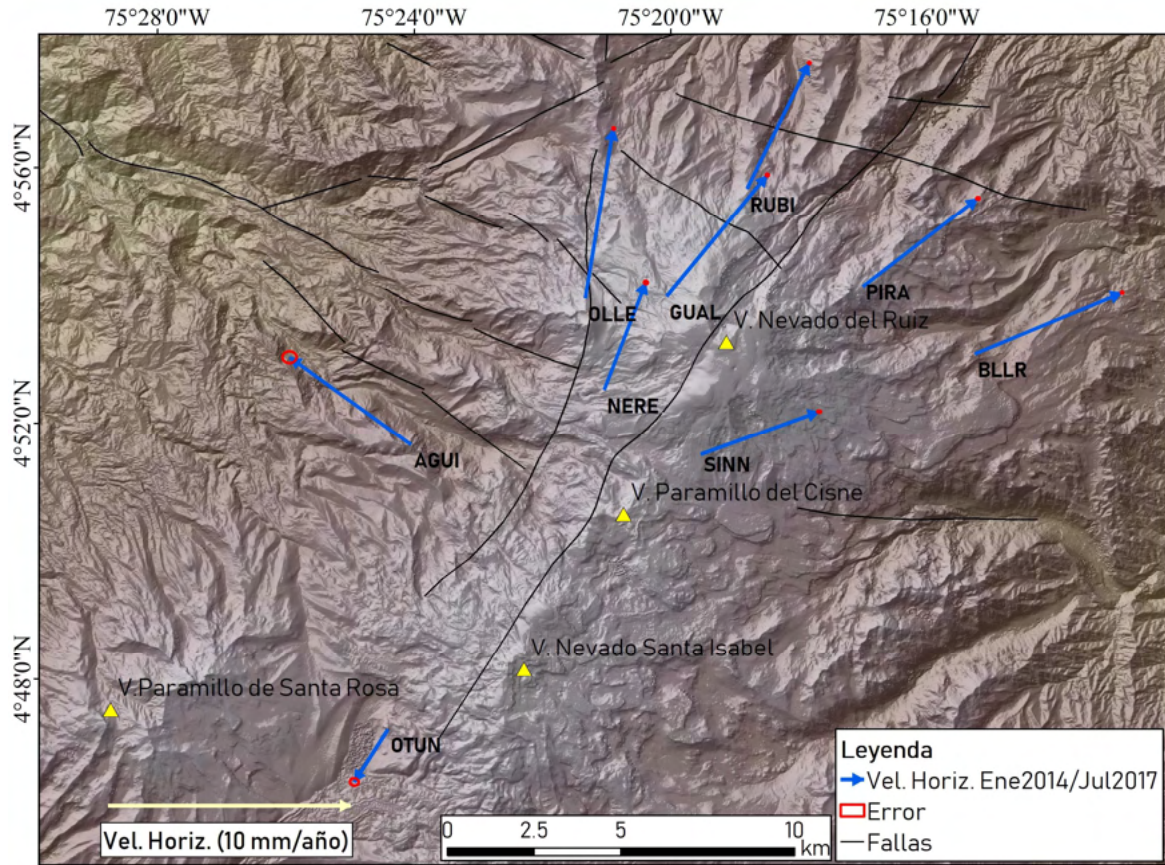 75°28'0"W
75°24'0"W
75°20'0"W
75°16'0"W
4°56'0"N
4°52'0"N
4°48'0"N
RUBI
OLLE
GUAL
PIRA
V. Nevado del Ruiz
BLLR
NERE
AGUI
SINN
V. Paramillo del Cisne
V. Nevado Santa Isabel
V.Paramillo de Santa Rosa
OTUN
Vel. Horiz. (10 mm/año)
0 2.5 5 10
km
Leyenda
Vel. Horiz. Ene2014/Jul2017
Error
Fallas